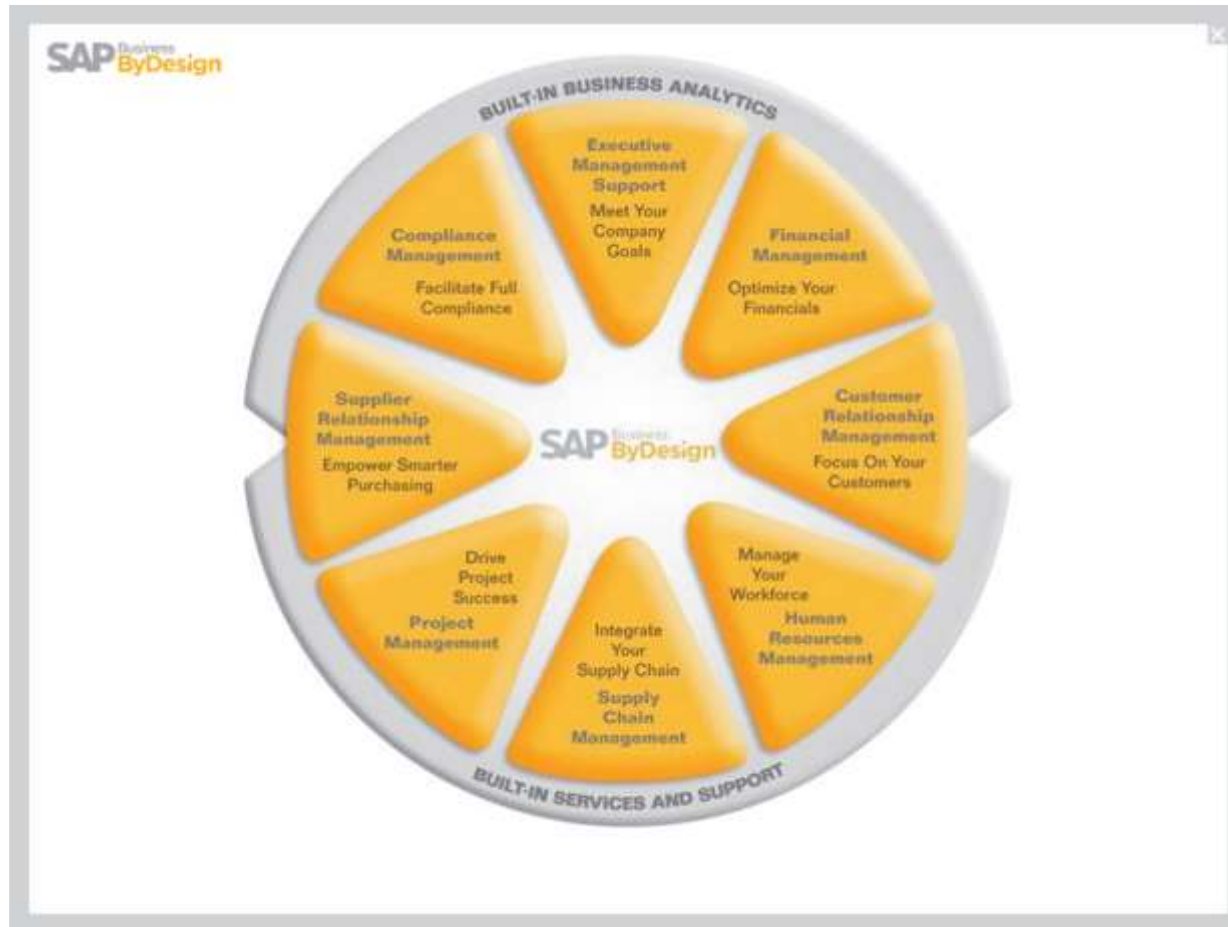 SAP Business
ByDesign
BUILT-IN BUSINESS ANALYTICS
Executive
Management
Support
Meet Your
Company
Goals
Compliance
Management
Facilitate Full
Compliance
Financial
Management
Optimize Your
Financials
Supplier
Relationship
Management
Empower Smarter
Purchasing
SAP Business
ByDesign
Customer
Relationship
Management
Focus On Your
Customers
Drive
Project
Success
Project
Management
Integrate
Your
Supply Chain
Supply
Chain
Management
Manage
Your
Workforce
Human
Resources
Management
BUILT-IN SERVICES AND SUPPORT